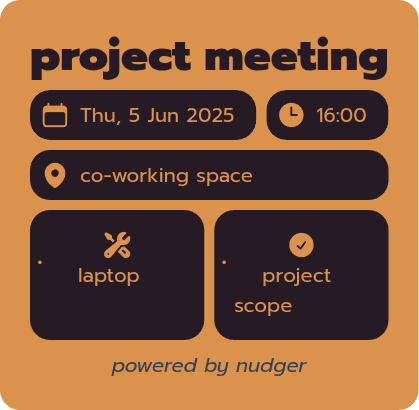 project meeting
Thu, 5 Jun 2025
16:00
co-working space
• laptop
• project
scope
powered by nudger